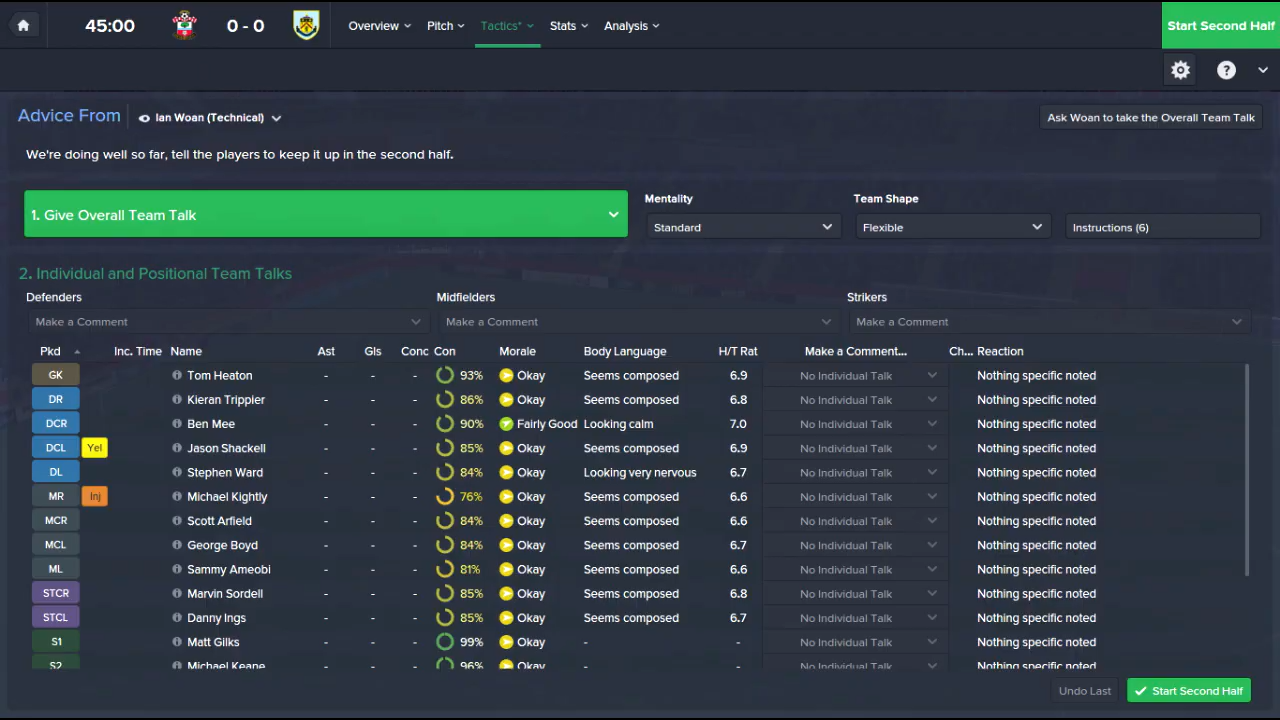 45:00 0 - 0 Overview Pitch Tactics* Stats Analysis Start Second Half
?
Advice From Ian Woan (Technical) Ask Woan to take the Overall Team Talk
We're doing well so far, tell the players to keep it up in the second half.
Mentality Team Shape
1. Give Overall Team Talk Standard Flexible Instructions (6)
2. Individual and Positional Team Talks
Defenders Midfielders Strikers
Make a Comment Make a Comment Make a Comment
Pkd Inc. Time Name Ast Gls Conc Con Morale Body Language H/T Rat Make a Comment... Ch... Reaction
GK Tom Heaton - - - 93% Okay Seems composed 6.9 No Individual Talk Nothing specific noted
DR Kieran Trippier - - - 86% Okay Seems composed 6.8 No Individual Talk Nothing specific noted
DCR Ben Mee - - - 90% Fairly Good Looking calm 7.0 No Individual Talk Nothing specific noted
DCL Yel Jason Shackell - - - 85% Okay Seems composed 6.9 No Individual Talk Nothing specific noted
DL Stephen Ward - - - 84% Okay Looking very nervous 6.7 No Individual Talk Nothing specific noted
MR Inj Michael Kightly - - - 76% Okay Seems composed 6.6 No Individual Talk Nothing specific noted
MCR Scott Arfield - - - 84% Okay Seems composed 6.6 No Individual Talk Nothing specific noted
MCL George Boyd - - - 84% Okay Seems composed 6.7 No Individual Talk Nothing specific noted
ML Sammy Ameobi - - - 81% Okay Seems composed 6.6 No Individual Talk Nothing specific noted
STCR Marvin Sordell - - - 85% Okay Seems composed 6.8 No Individual Talk Nothing specific noted
STCL Danny Ings - - - 85% Okay Seems composed 6.7 No Individual Talk Nothing specific noted
S1 Matt Gilks - - - 99% Okay - - No Individual Talk Nothing specific noted
S2 Michael Keane - - - 96% Okay - - No Individual Talk Nothing specific noted
Undo Last Start Second Half